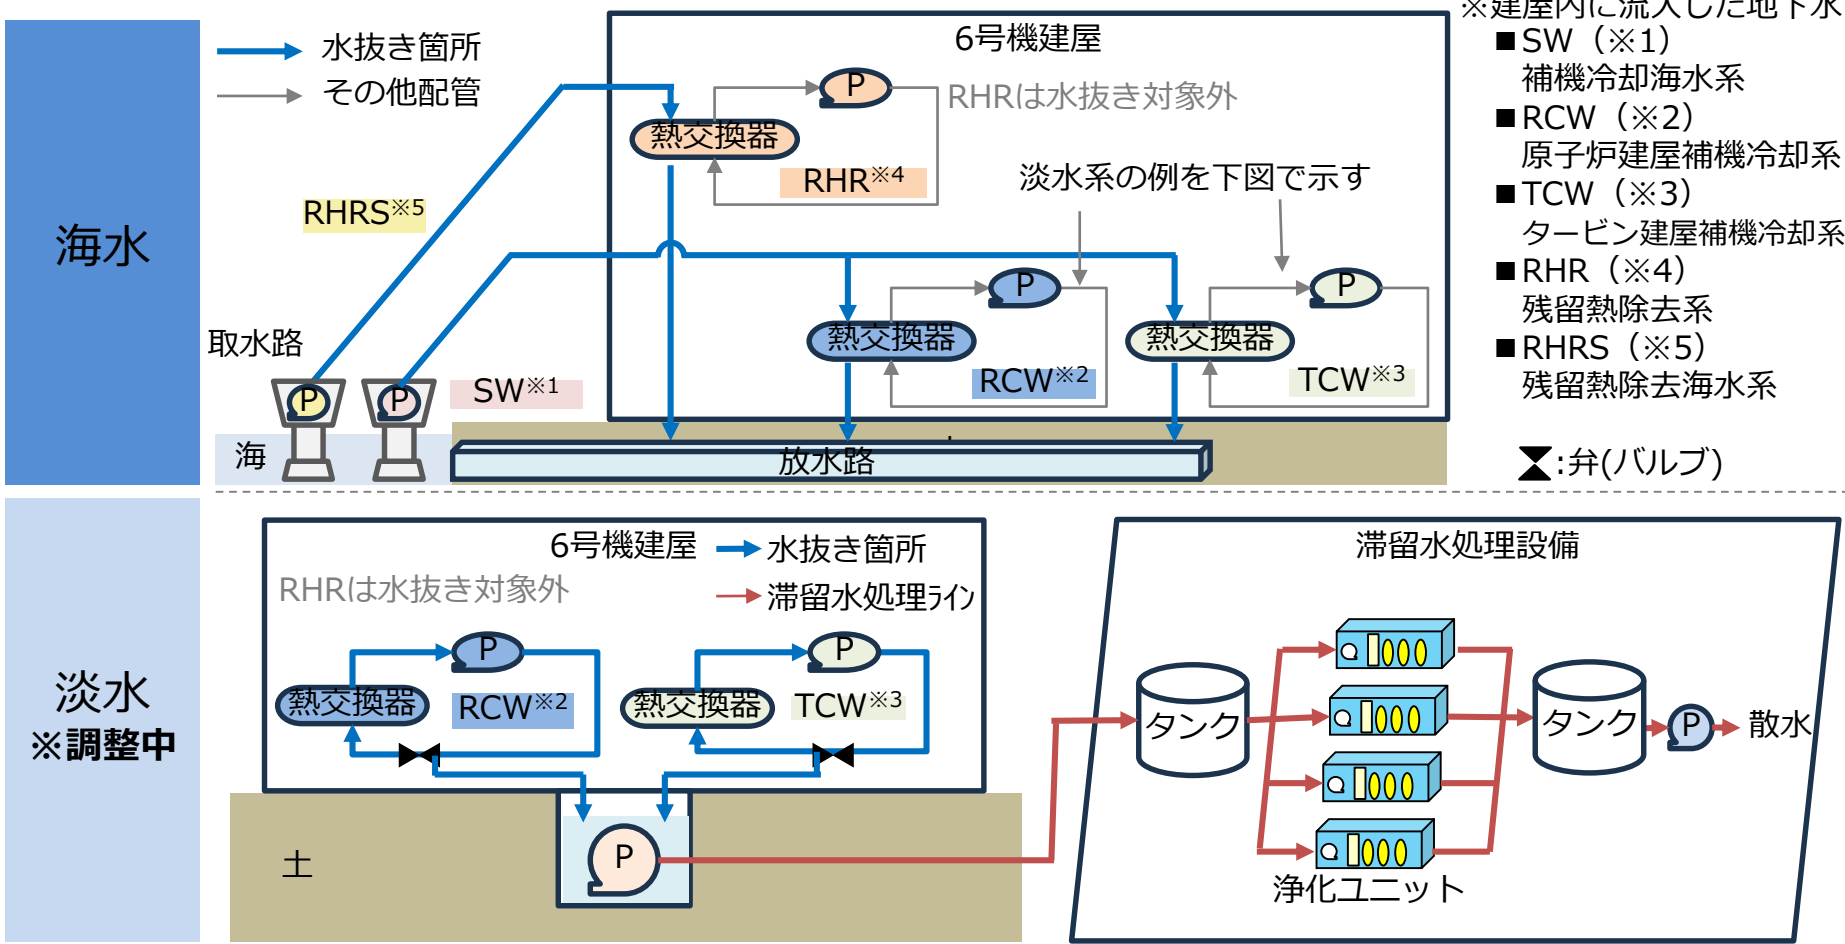 ※建屋内に流入した地下水
■SW（※1）
補機冷却海水系
■RCW（※2）
原子炉建屋補機冷却系
■TCW（※3）
タービン建屋補機冷却系
■RHR（※4）
残留熱除去系
■RHRS（※5）
残留熱除去海水系
:弁(バルブ)
海水
水抜き箇所
その他配管
6号機建屋
P
RHRは水抜き対象外
熱交換器
RHR※4
淡水系の例を下図で示す
RHRS※5
P
P
熱交換器
熱交換器
取水路
RCW※2
TCW※3
P
P
SW※1
海
放水路
淡水
※調整中
6号機建屋
水抜き箇所
RHRは水抜き対象外
滞留水処理ﾗｲﾝ
P
P
熱交換器
RCW※2
熱交換器
TCW※3
土
P
滞留水処理設備
タンク
タンク
P
散水
浄化ユニット